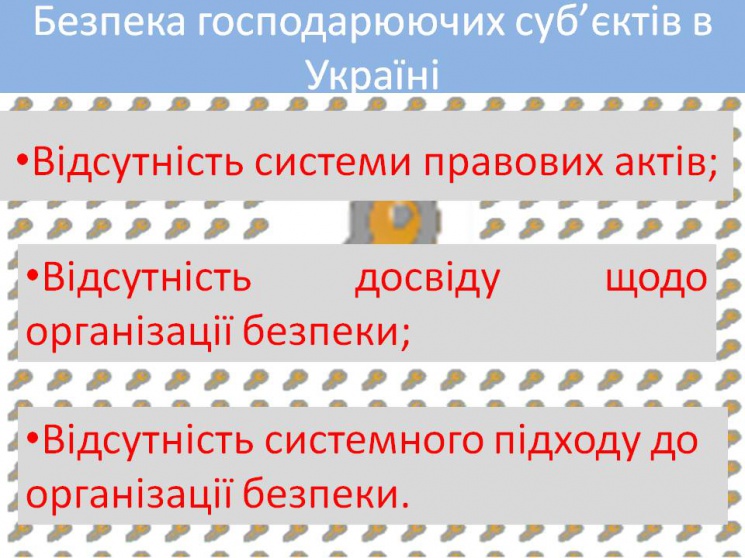 Безпека господарюючих суб’єктів в
Україні
•Відсутність системи правових актів;
•Відсутність досвіду щодо
організації безпеки;
•Відсутність системного підходу до
організації безпеки.